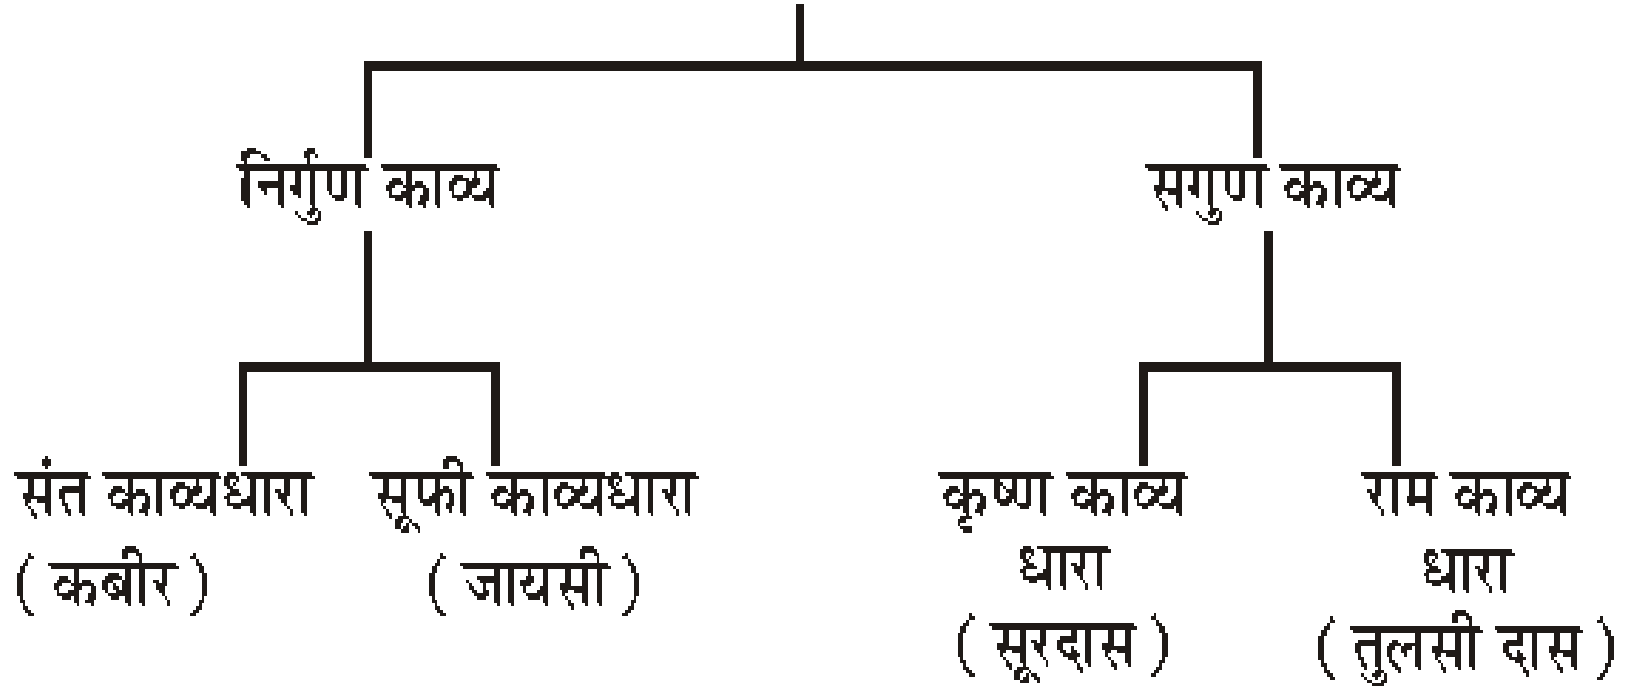 निर्गुण काव्य
सगुण काव्य
संत काव्यधारा
(कबीर)
सूफी काव्यधारा
(जायसी)
कृष्ण काव्य
धारा
(सूरदास)
राम काव्य
धारा
(तुलसी दास)